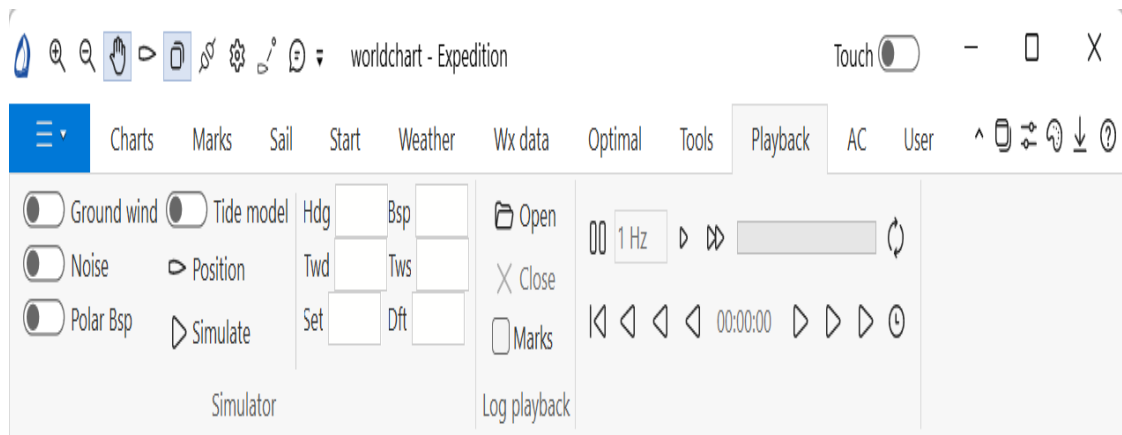 worldchart - Expedition Touch
Charts Marks Sail Start Weather Wx data Optimal Tools Playback AC User
Ground wind Tide model Hdg Bsp Open
1 Hz
Noise Position Twd Tws Close
Polar Bsp Simulate Set Dft Marks
00:00:00
Simulator Log playback